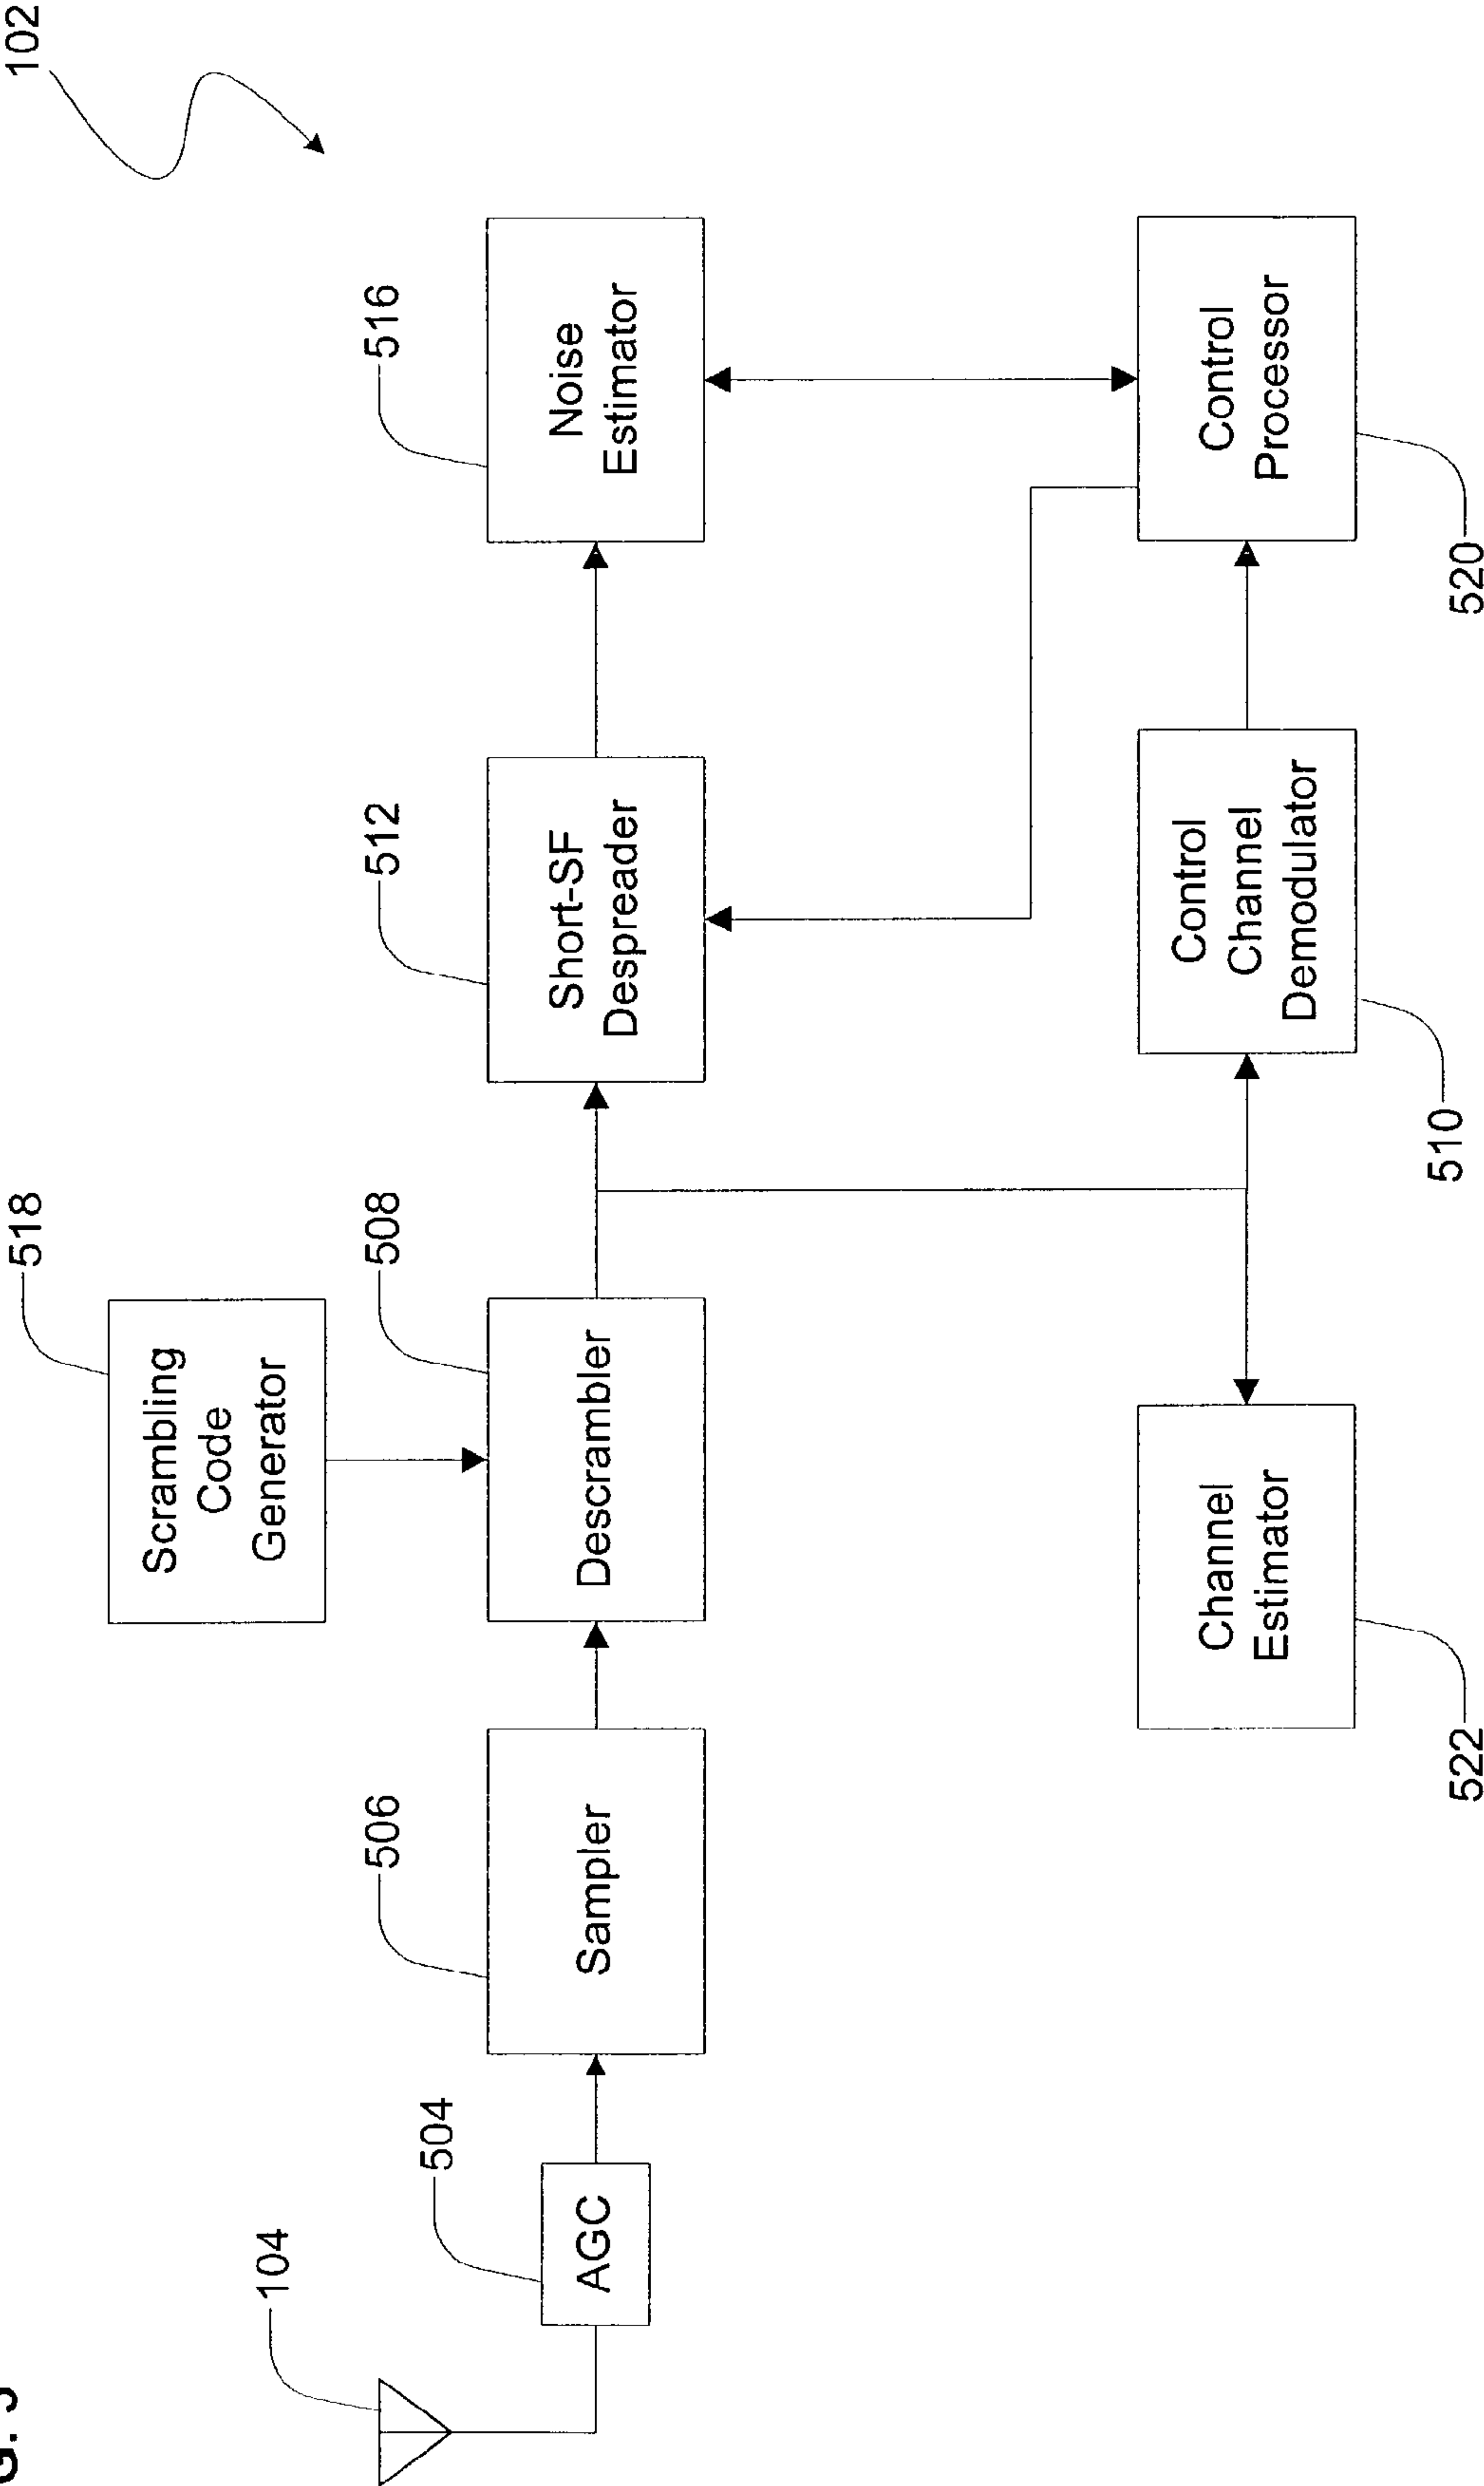 102
518
Scrambling
Code
Generator
104
504
AGC
506
Sampler
508
Descrambler
512
Short-SF
Despreader
516
Noise
Estimator
522
Channel
Estimator
510
Control
Channel
Demodulator
520
Control
Processor